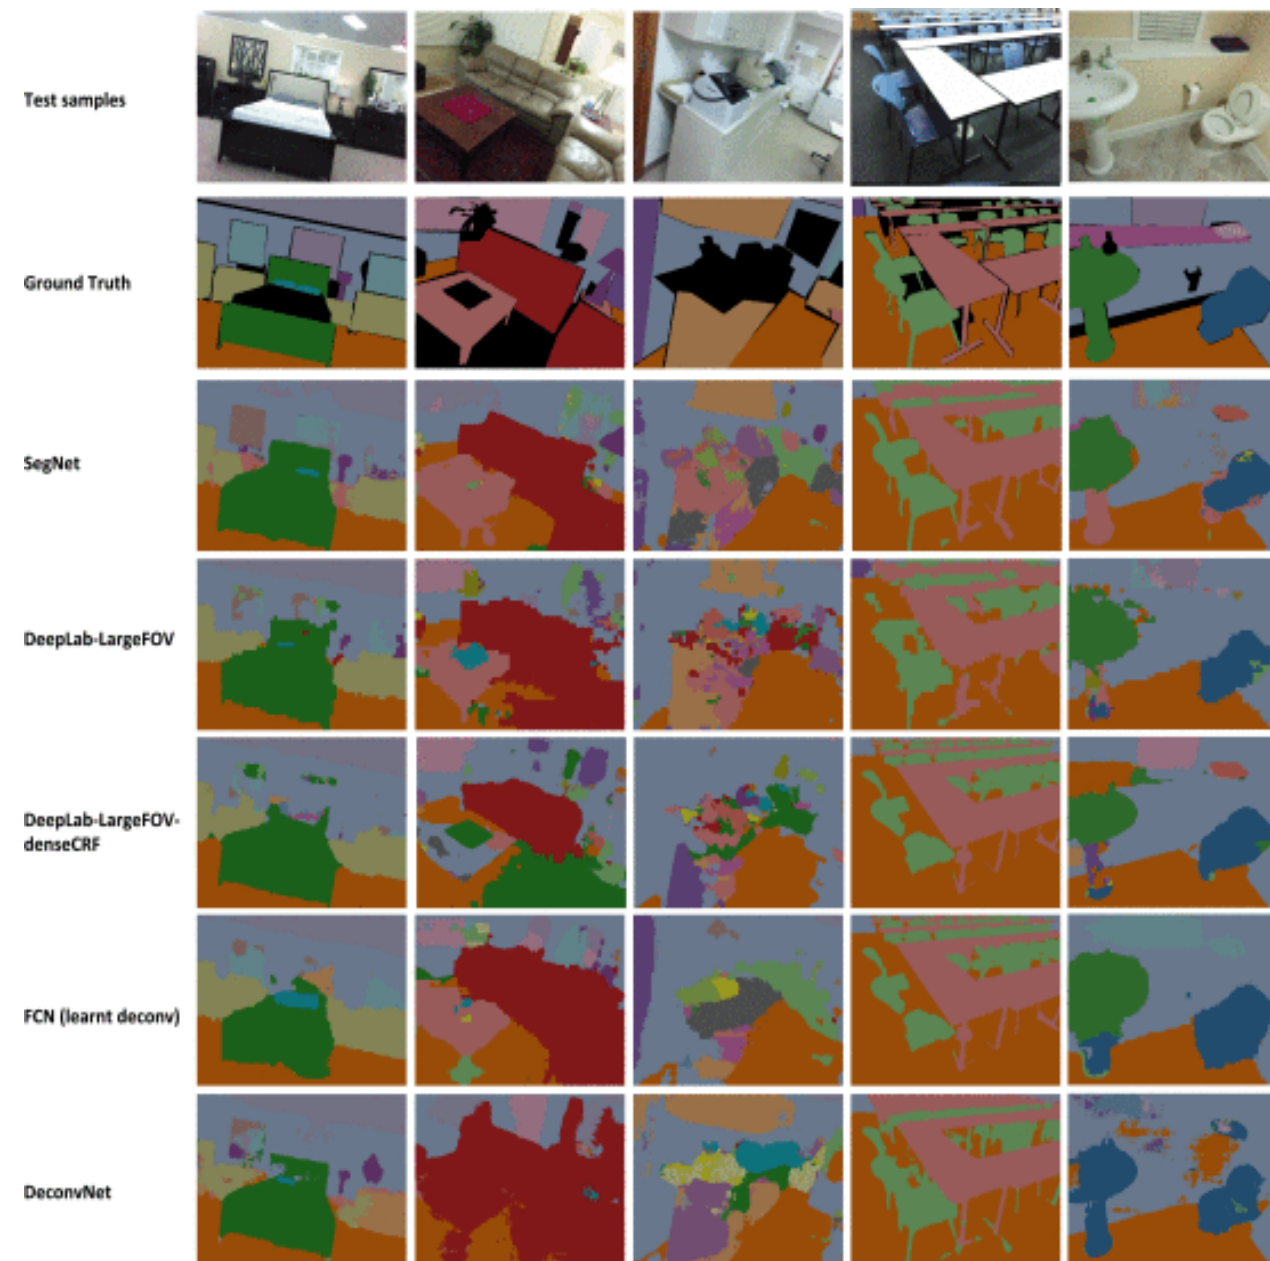 Test samples
Ground Truth
SegNet
DeepLab-LargeFOV
DeepLab-LargeFOV-
denseCRF
FCN (learnt deconv)
DeconvNet